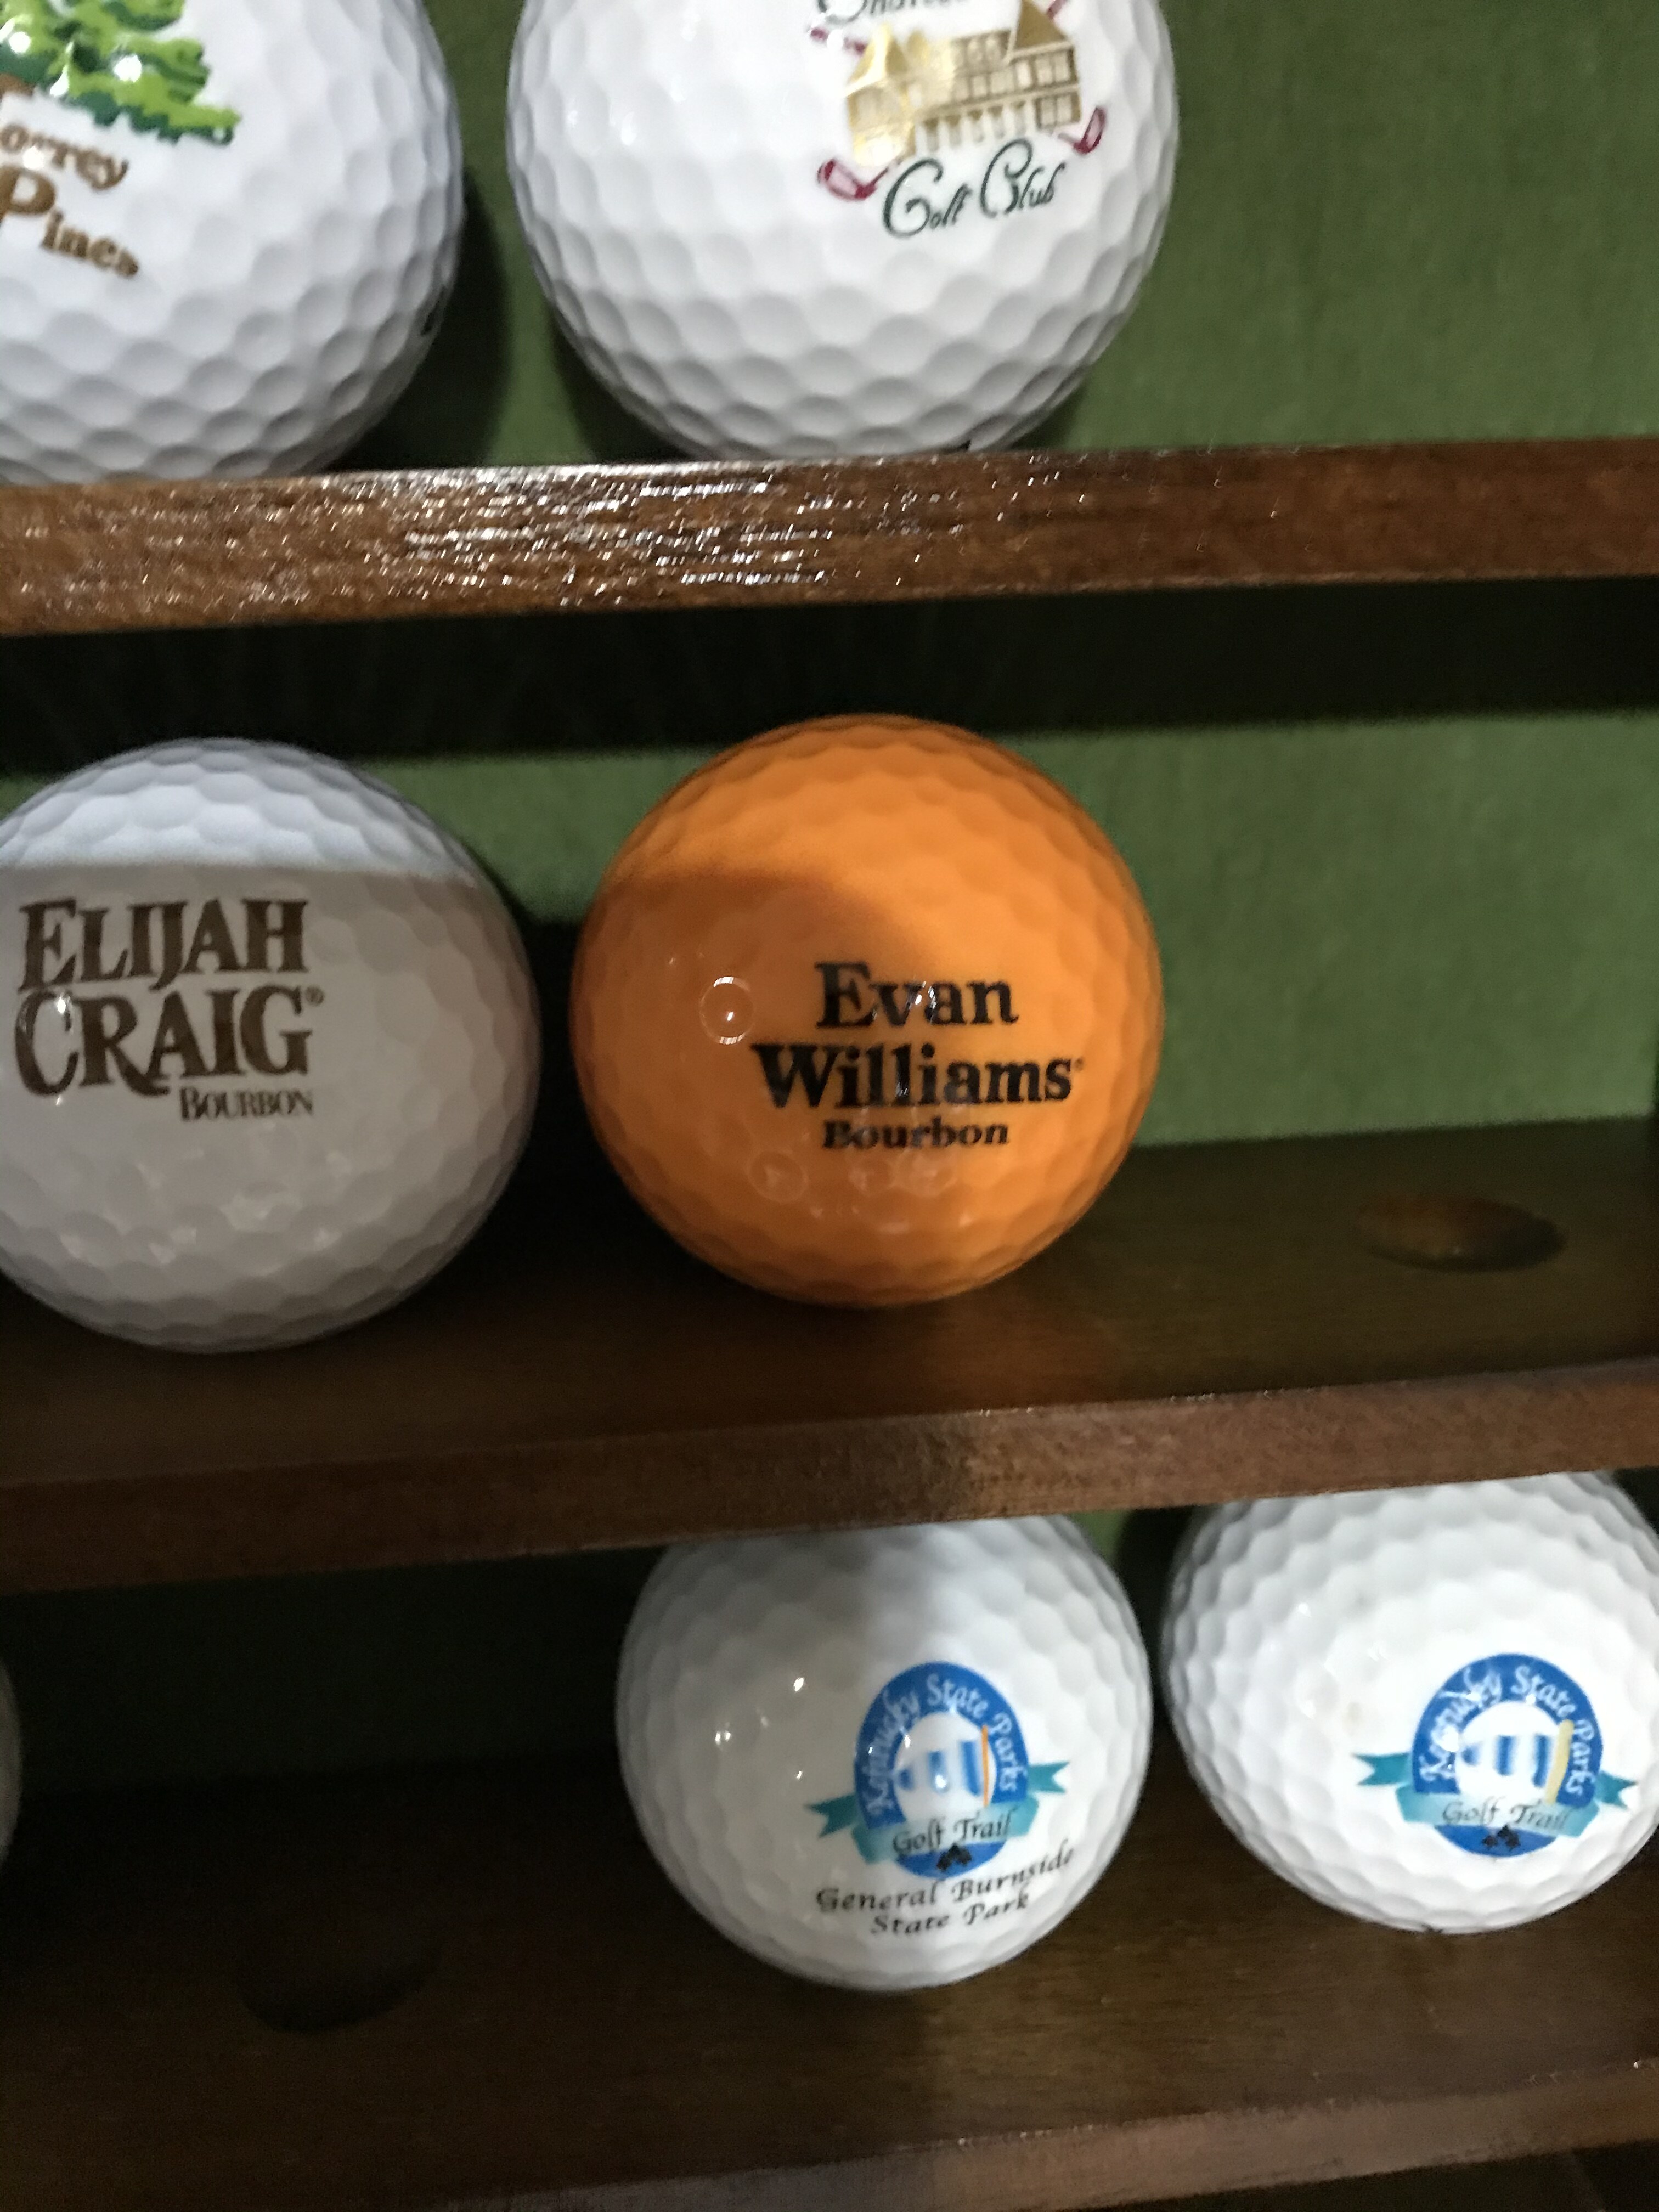 orrey
Pines
Golf Club
ELIJAH
CRAIG®
BOURBON
Evan
Williams
Bourbon
Kentucky State Parks
Golf Trail
General Burnside
State Park
Kentucky State Parks
Golf Trail